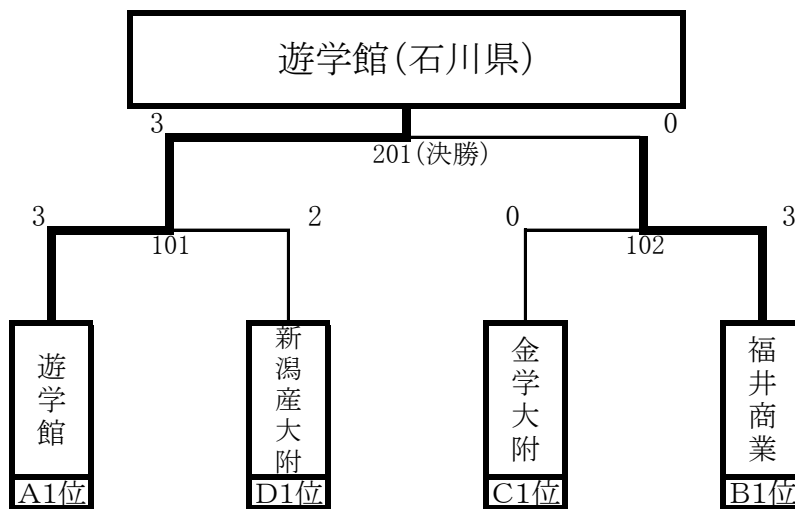 遊学館(石川県)
3
0
201(決勝)
3
2
0
3
101
102
遊学館
新潟産大附
金学大附
福井商業
A1位
D1位
C1位
B1位